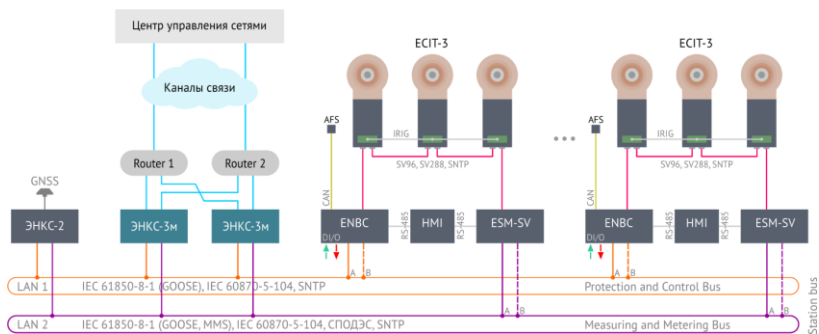 Центр управления сетями
Каналы связи
Router 1
Router 2
GNSS
ЭНКС-2
ЭНКС-3м
ЭНКС-3м
ECIT-3
AFS
IRIG
SV96, SV288, SNTP
CAN
ENBC
RS-485
HMI
RS-485
ESM-SV
DI/O
A
B
A
B
ECIT-3
AFS
IRIG
SV96, SV288, SNTP
CAN
ENBC
RS-485
HMI
RS-485
ESM-SV
DI/O
A
B
A
B
LAN 1
IEC 61850-8-1 (GOOSE), IEC 60870-5-104, SNTP
Protection and Control Bus
LAN 2
IEC 61850-8-1 (GOOSE, MMS), IEC 60870-5-104, СПОДЭС, SNTP
Measuring and Metering Bus
Station bus